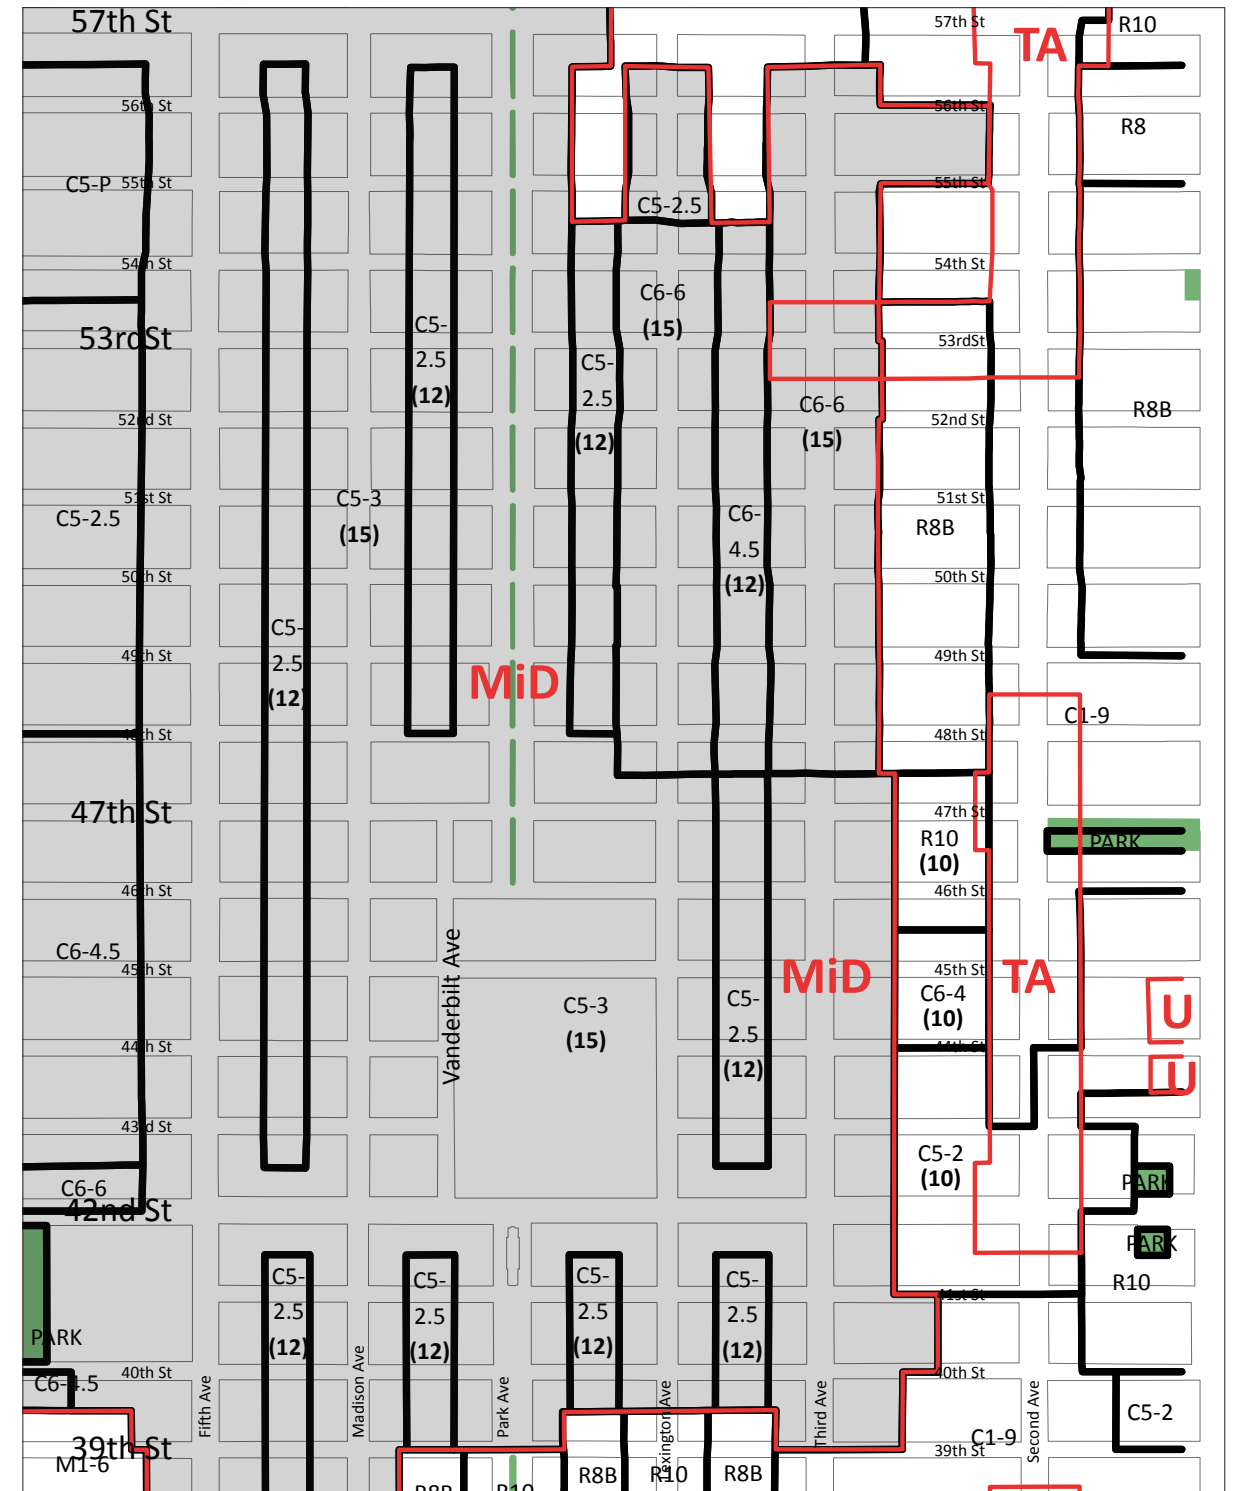 57th St
57th St
R10
TA
56th St
56th St
R8
C5-P
55th St
55th St
C5-2.5
54th St
54th St
C6-6
(15)
53rdSt
53rdSt
C5-
2.5
(12)
C5-
2.5
(12)
C6-6
(15)
R8B
52nd St
52nd St
51st St
51st St
C5-2.5
C5-3
(15)
C6-
4.5
(12)
R8B
50th St
50th St
C5-
2.5
(12)
49th St
49th St
MiD
C1-9
48th St
48th St
47th St
47th St
R10
(10)
PARK
46th St
46th St
C6-4.5
Vanderbilt Ave
45th St
45th St
MiD
TA
C5-3
(15)
C5-
2.5
(12)
C6-4
(10)
U
44th St
44th St
U
43rd St
C5-2
(10)
C6-6
PARK
42nd St
PARK
C5-
2.5
(12)
C5-
2.5
(12)
C5-
2.5
(12)
C5-
2.5
(12)
R10
41st St
PARK
40th St
40th St
C6-4.5
Fifth Ave
Madison Ave
Park Ave
Lexington Ave
Third Ave
Second Ave
C5-2
C1-9
39th St
39th St
M1-6
R8B
R10
R8B
R10
R8B